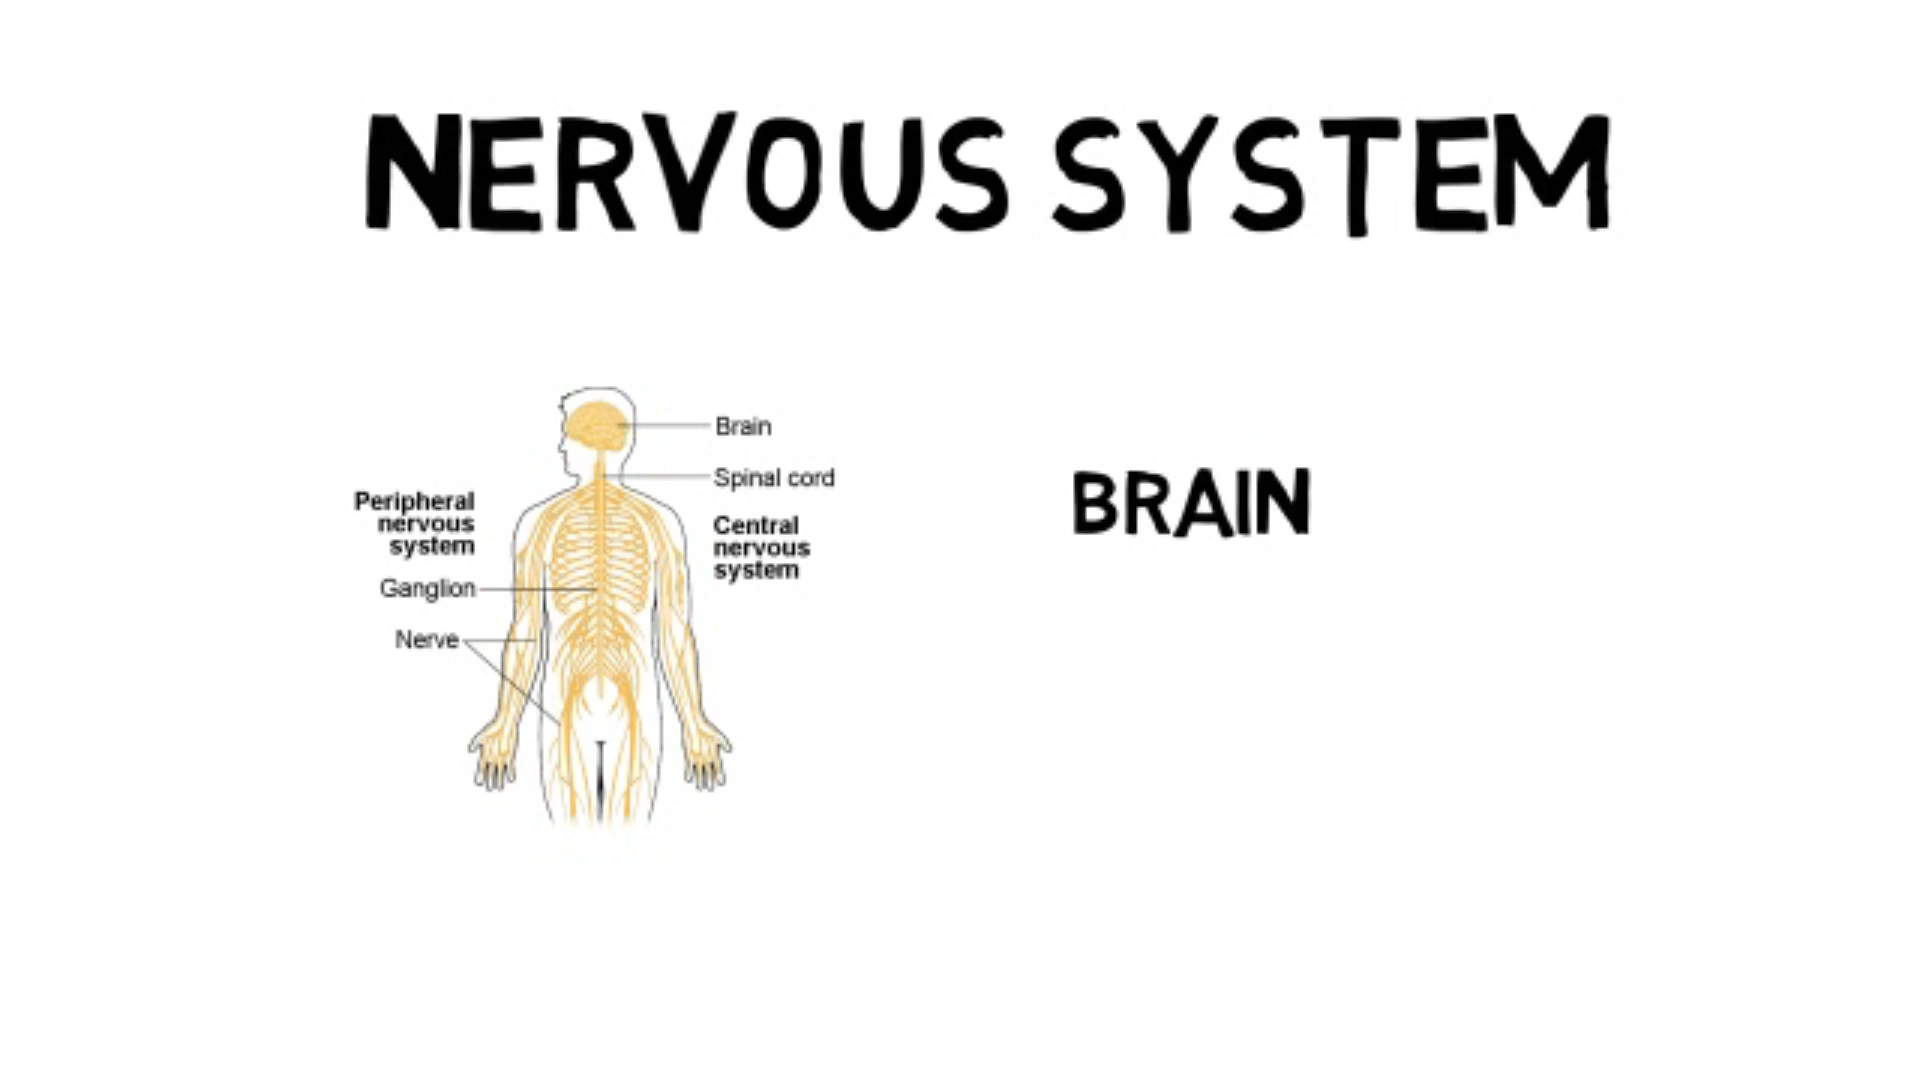 NERVOUS SYSTEM
Brain
Spinal cord
Peripheral
nervous
system
Central
nervous
system
Ganglion
Nerve
BRAIN